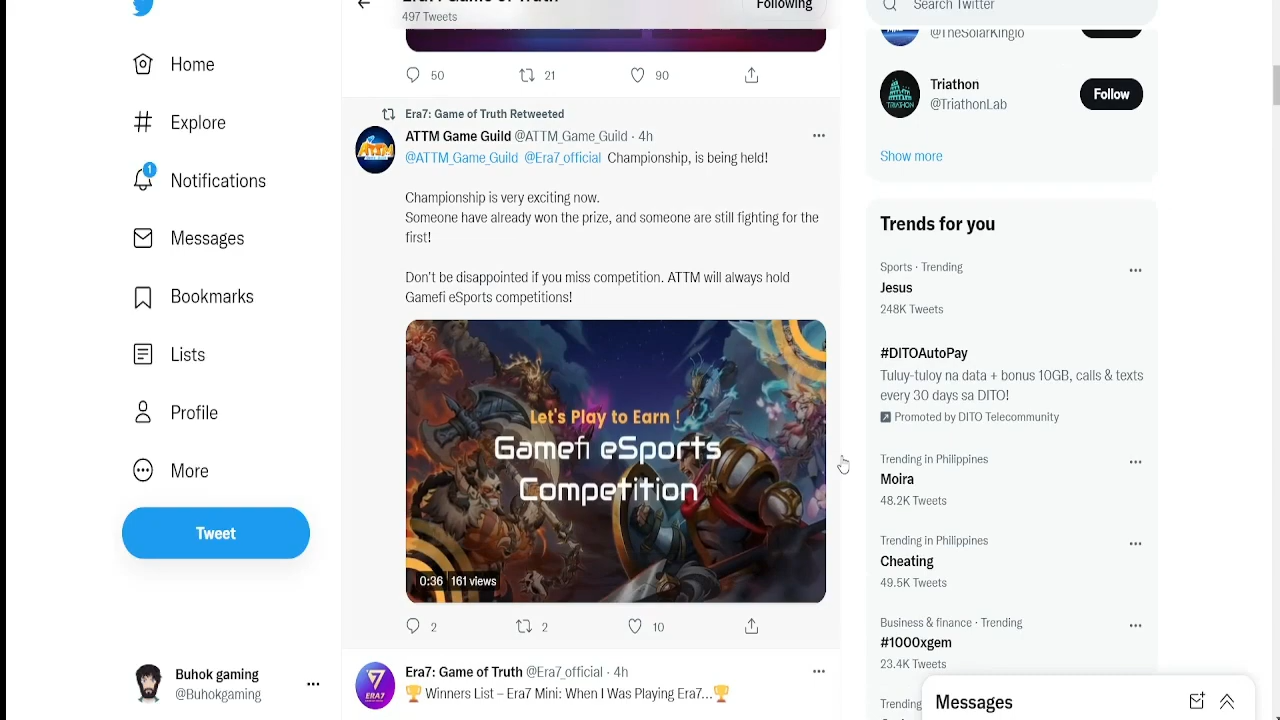 Era7: Game of Truth
497 Tweets
Following
Search Twitter
Home
Explore
1
Notifications
Messages
Bookmarks
Lists
Profile
More
Tweet
Buhok gaming
@Buhokgaming
50
21
90
Era7: Game of Truth Retweeted
ATTM Game Guild @ATTM_Game_Guild · 4h
@ATTM_Game_Guild @Era7_official Championship, is being held!
Championship is very exciting now.
Someone have already won the prize, and someone are still fighting for the
first!
Don't be disappointed if you miss competition. ATTM will always hold
Gamefi eSports competitions!
ATTM
Let's Play to Earn !
Gamefi eSports
Competition
0:36 161 views
2
2
10
Era7: Game of Truth @Era7_official · 4h
🏆 Winners List – Era7 Mini: When I Was Playing Era7...🏆
ERA7
@TheSolarKingIo
Triathon
@TriathonLab
TRIATHON
Follow
Show more
Trends for you
Sports · Trending
Jesus
248K Tweets
#DITOAutoPay
Tuluy-tuloy na data + bonus 10GB, calls & texts
every 30 days sa DITO!
Promoted by DITO Telecommunity
Trending in Philippines
Moira
48.2K Tweets
Trending in Philippines
Cheating
49.5K Tweets
Business & finance · Trending
#1000xgem
23.4K Tweets
Trending
Messages